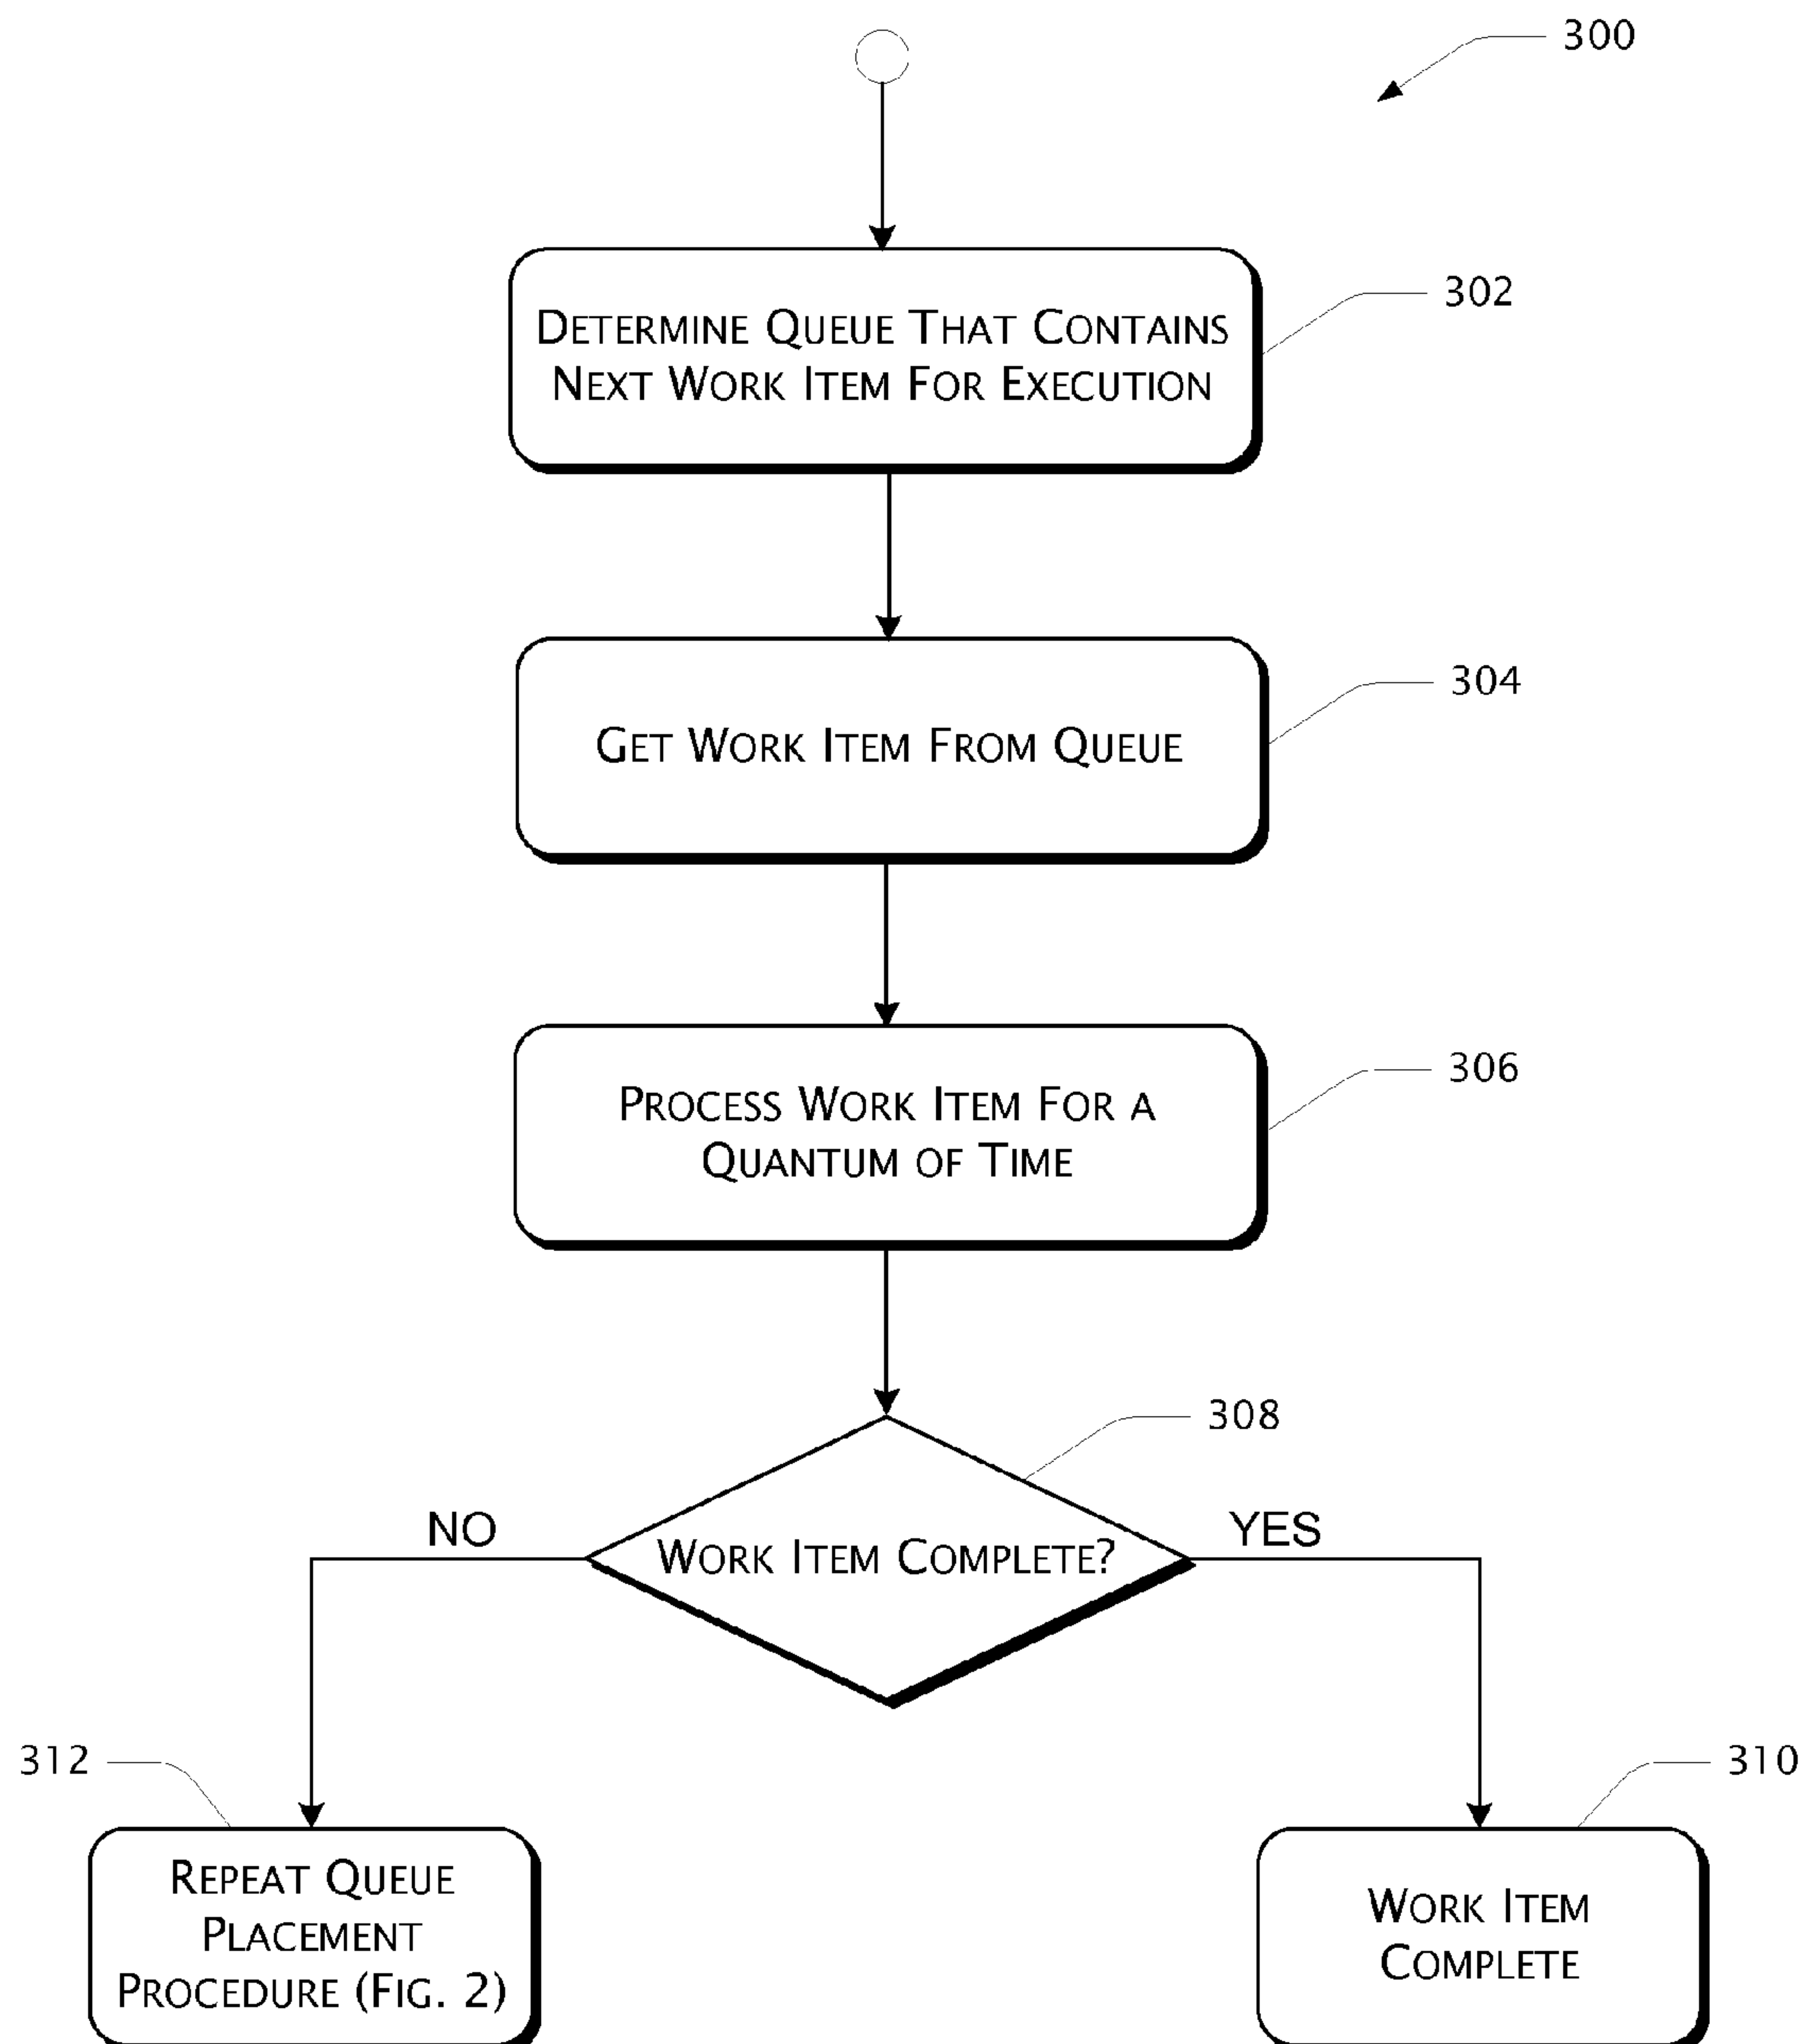 300
DETERMINE QUEUE THAT CONTAINS
NEXT WORK ITEM FOR EXECUTION
302
GET WORK ITEM FROM QUEUE
304
PROCESS WORK ITEM FOR A
QUANTUM OF TIME
306
308
NO
WORK ITEM COMPLETE?
YES
312
310
REPEAT QUEUE
PLACEMENT
PROCEDURE (FIG. 2)
WORK ITEM
COMPLETE